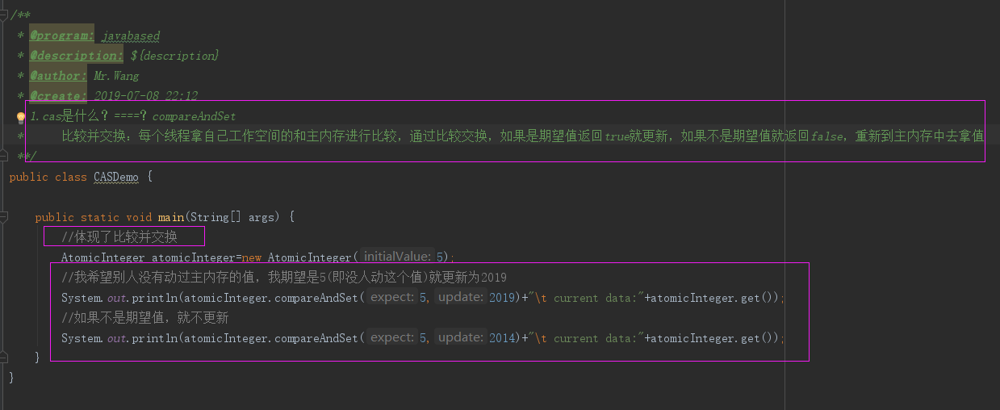 /**
* @program: javabased
* @description: ${description}
* @author: Mr.Wang
* @create: 2019-07-08 22:12
1.cas是什么？====？compareAndSet
* 比较并交换：每个线程拿自己工作空间的和主内存进行比较，通过比较交换，如果是期望值返回true就更新，如果不是期望值就返回false，重新到主内存中去拿值
**/
public class CASDemo {
public static void main(String[] args) {
//体现了比较并交换
AtomicInteger atomicInteger=new AtomicInteger( initialValue: 5);
//我希望别人没有动过主内存的值，我期望是5(即没人动这个值)就更新为2019
System.out.println(atomicInteger.compareAndSet( expect: 5, update: 2019)+"\t current data:"+atomicInteger.get());
//如果不是期望值，就不更新
System.out.println(atomicInteger.compareAndSet( expect: 5, update: 2014)+"\t current data:"+atomicInteger.get());
}
}